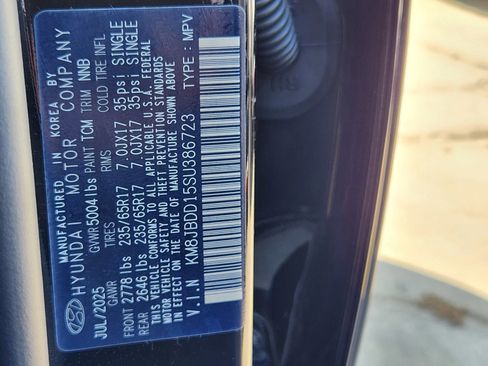 MANUFACTURED IN KOREA BY
HYUNDAI MOTOR COMPANY
JUL/2025 GVWR 5004 lbs PAINT TCM TRIM NNB
GAWR TIRES RIMS COLD TIRE INFL
FRONT 2778 lbs 235/65R17 7.0JX17 35psi SINGLE
REAR 2646 lbs 235/65R17 7.0JX17 35psi SINGLE
THIS VEHICLE CONFORMS TO ALL APPLICABLE U.S.A. FEDERAL
MOTOR VEHICLE SAFETY AND THEFT PREVENTION STANDARDS
IN EFFECT ON THE DATE OF MANUFACTURE SHOWN ABOVE
V.I.N KM8JBDD15SU386723 TYPE : MPV